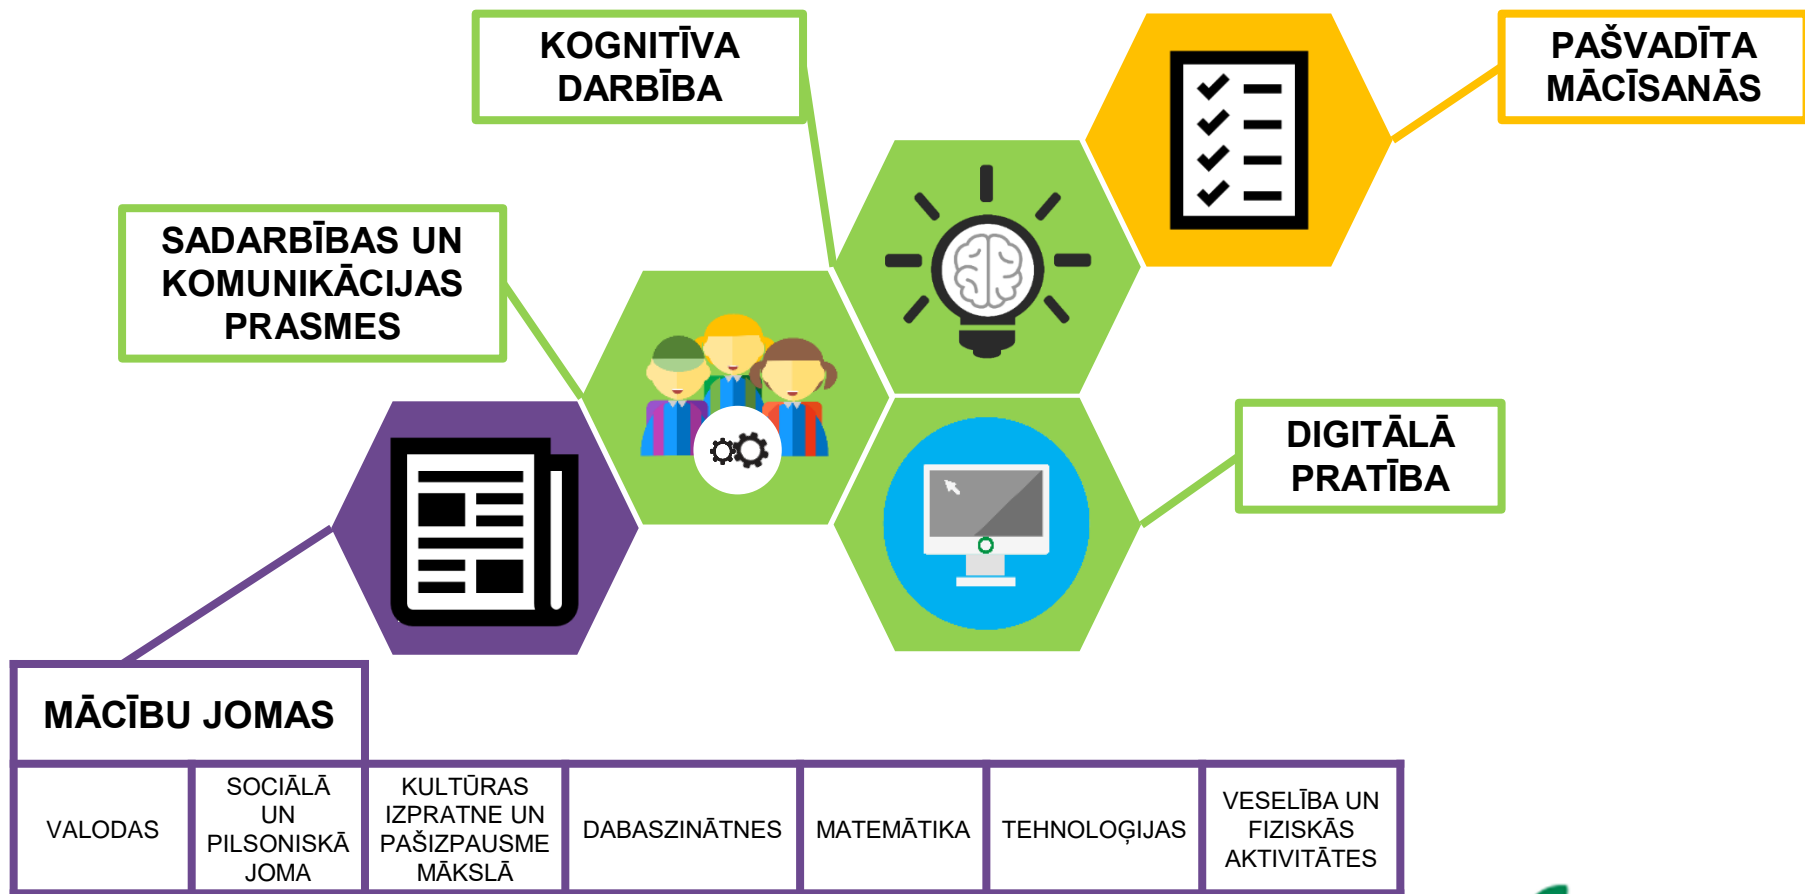 KOGNITĪVA
DARBĪBA
PAŠVADĪTA
MĀCĪSANĀS
SADARBĪBAS UN
KOMUNIKĀCIJAS
PRASMES
DIGITĀLĀ
PRATĪBA
MĀCĪBU JOMAS
VALODAS
SOCIĀLĀ
UN
PILSONISKĀ
JOMA
KULTŪRAS
IZPRATNE UN
PAŠIZPAUSME
MĀKSLĀ
DABASZINĀTNES
MATEMĀTIKA
TEHNOLOĢIJAS
VESELĪBA UN
FIZISKĀS
AKTIVITĀTES